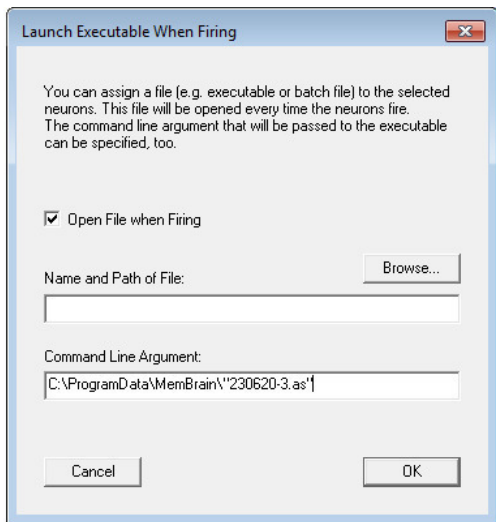 Launch Executable When Firing
You can assign a file (e.g. executable or batch file) to the selected
neurons. This file will be opened every time the neurons fire.
The command line argument that will be passed to the executable
can be specified, too.
Open File when Firing
Browse...
Name and Path of File:
Command Line Argument:
C:\ProgramData\MemBrain\"230620-3.as"
Cancel
OK